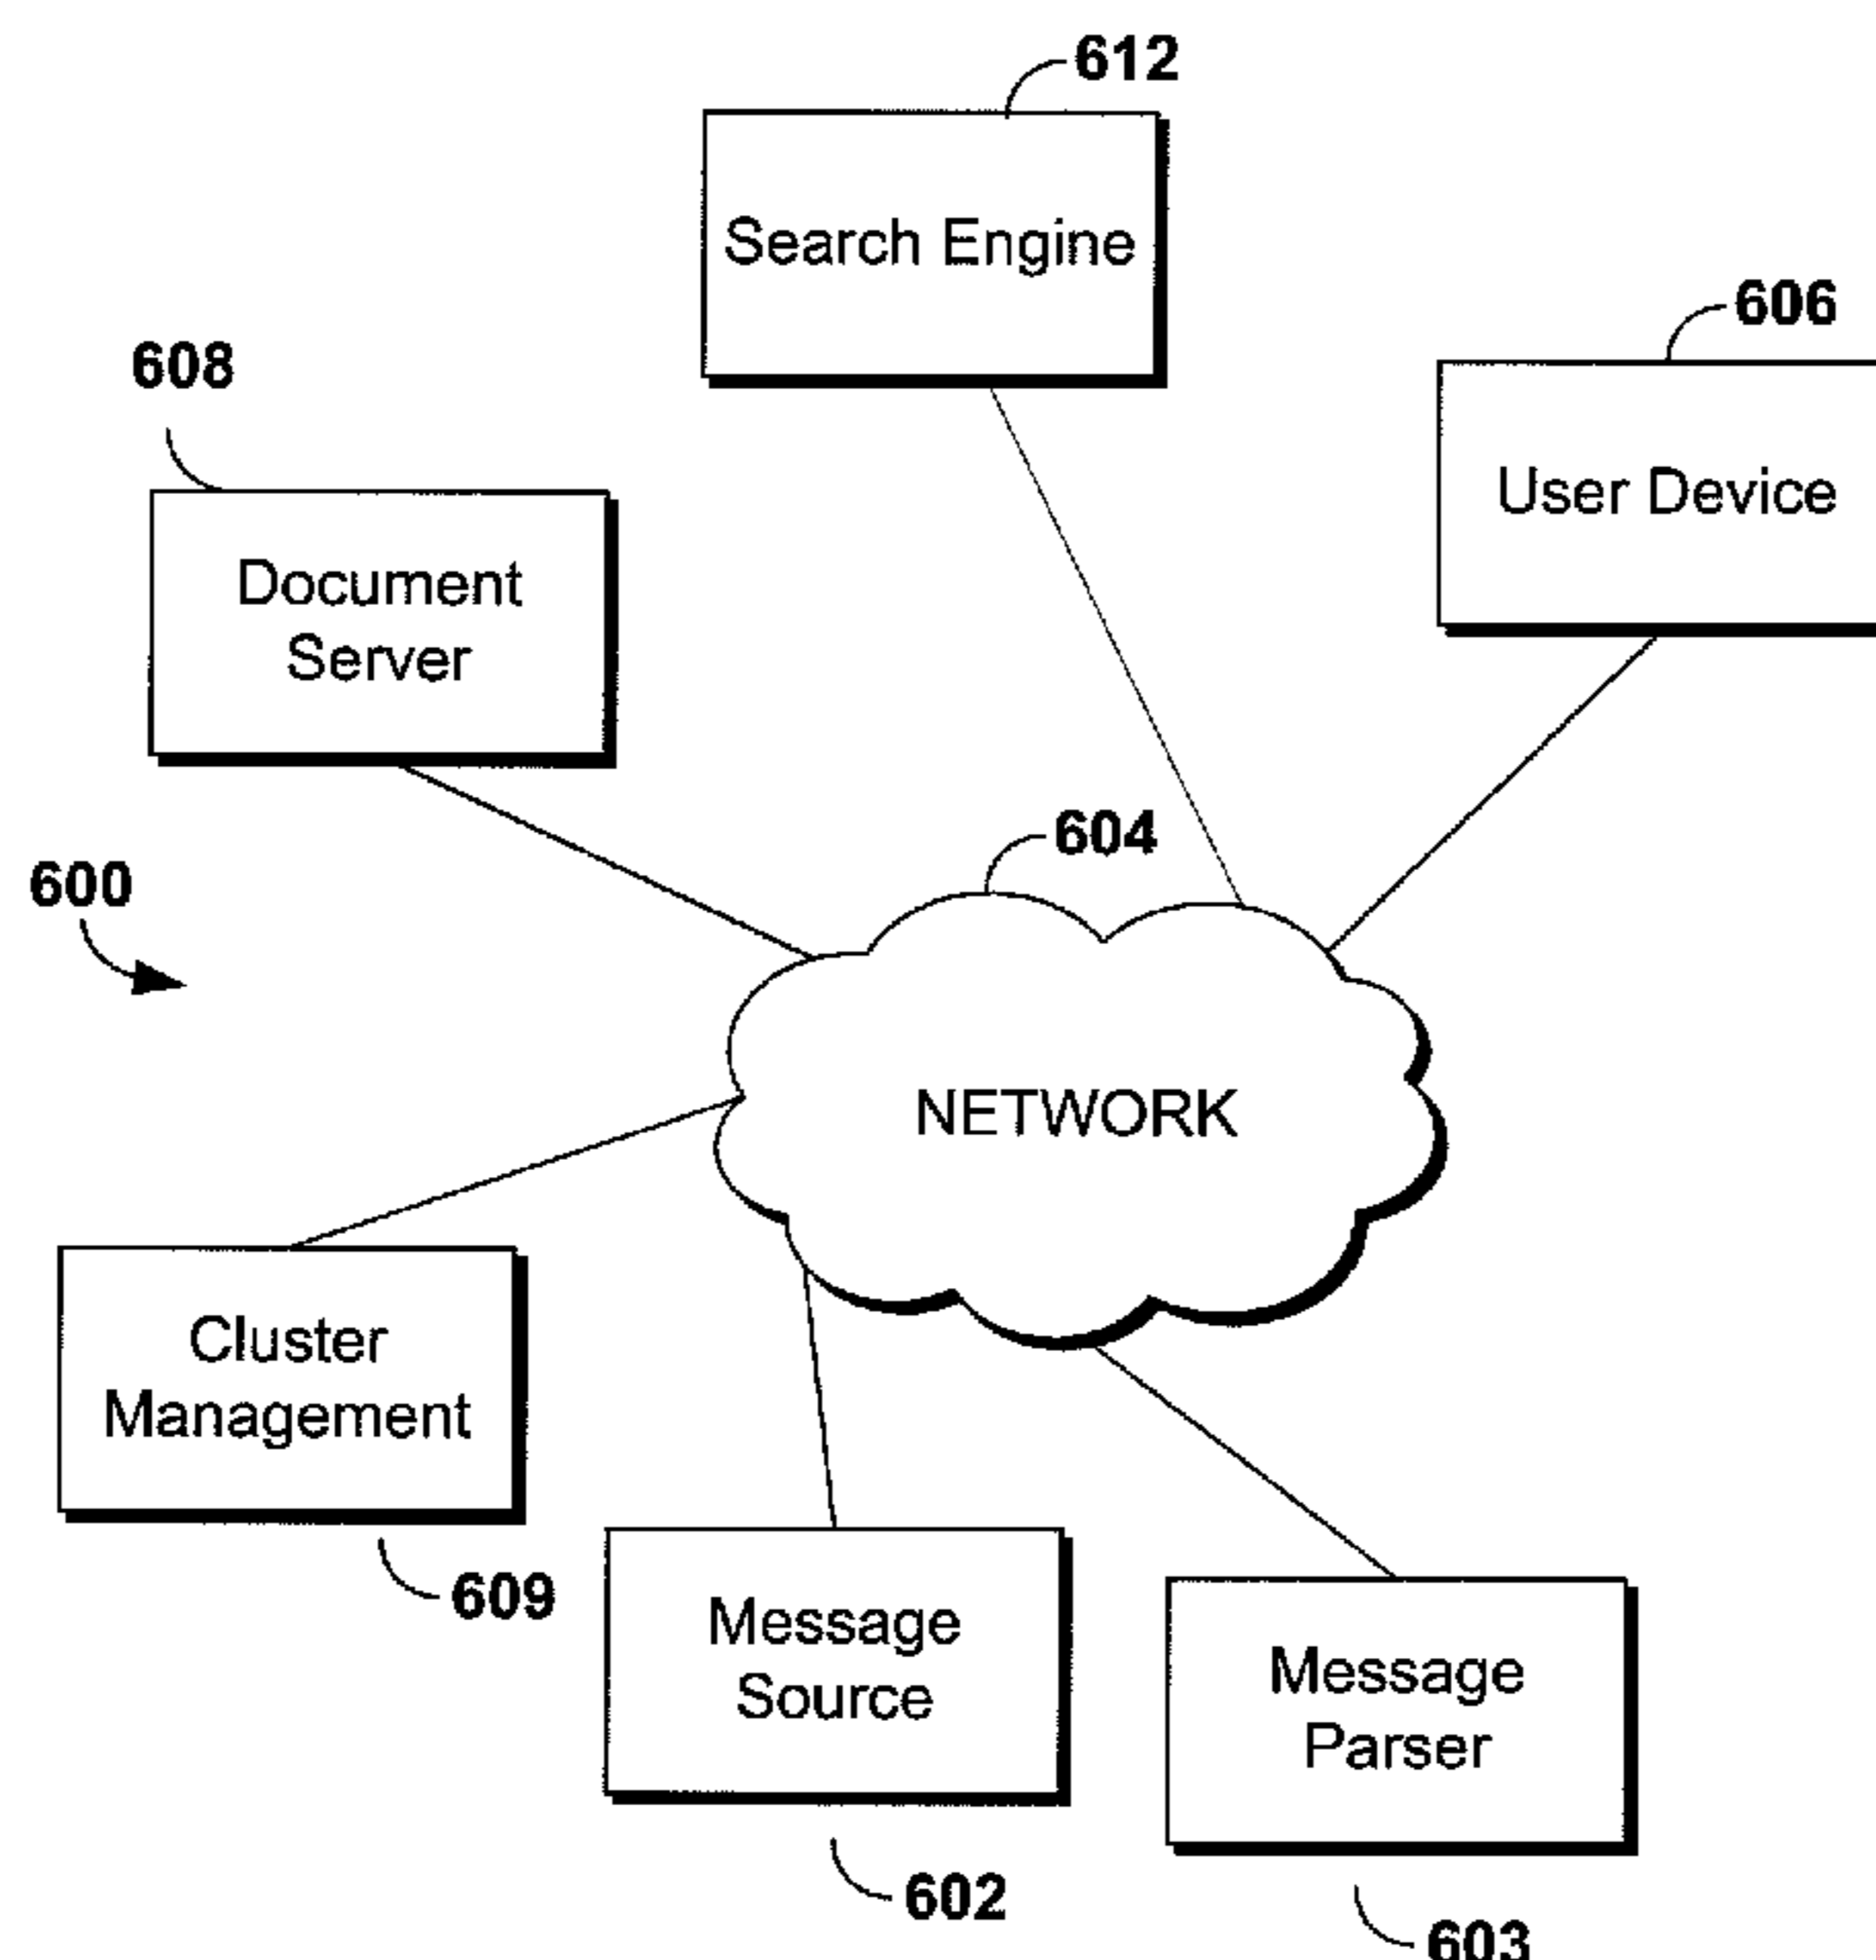 612
Search Engine
606
User Device
608
Document
Server
604
600
NETWORK
Cluster
Management
609
Message
Source
602
Message
Parser
603